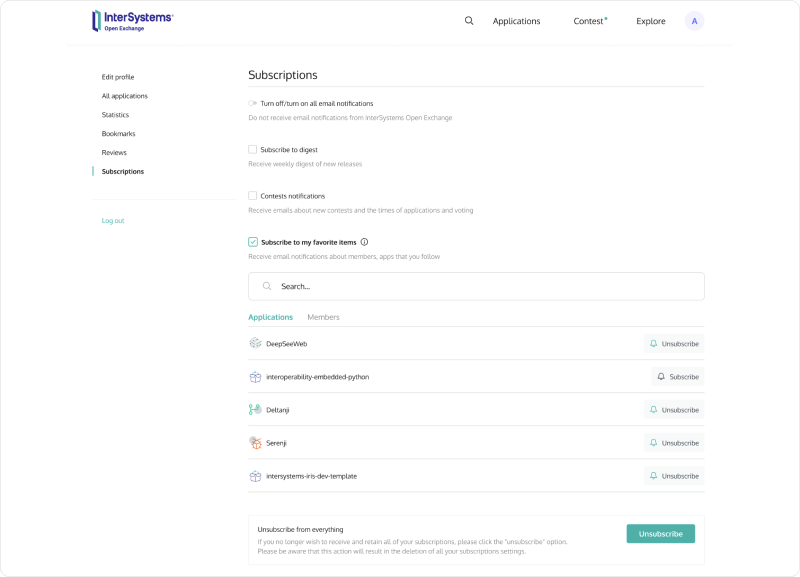 InterSystems®
Open Exchange
Applications
Contest
Explore
A
Edit profile
All applications
Statistics
Bookmarks
Reviews
Subscriptions
Log out
Subscriptions
Turn off/turn on all email notifications
Do not receive email notifications from InterSystems Open Exchange
Subscribe to digest
Receive weekly digest of new releases
Contests notifications
Receive emails about new contests and the times of applications and voting
Subscribe to my favorite items
Receive email notifications about members, apps that you follow
Search...
Applications Members
DeepSeeWeb Unsubscribe
interoperability-embedded-python Subscribe
Deltanji Unsubscribe
Serenji Unsubscribe
intersystems-iris-dev-template Unsubscribe
Unsubscribe from everything
If you no longer wish to receive and retain all of your subscriptions, please click the "unsubscribe" option.
Please be aware that this action will result in the deletion of all your subscriptions settings.
Unsubscribe